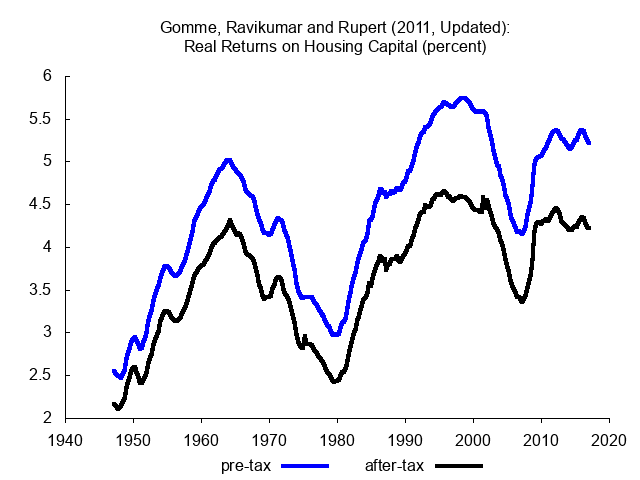 Gomme, Ravikumar and Rupert (2011, Updated):
Real Returns on Housing Capital (percent)
6
5.5
5
4.5
4
3.5
3
2.5
2
1940 1950 1960 1970 1980 1990 2000 2010 2020
pre-tax after-tax